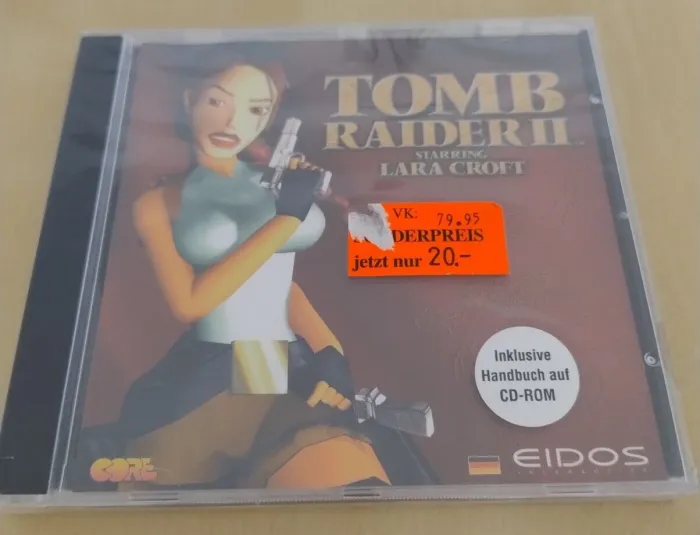 TOMB
RAIDER II
STARRING
LARA CROFT
VK: 79.95
DERPREIS
jetzt nur 20.-
Inklusive
Handbuch auf
CD-ROM
CORE
EIDOS
INTERACTIVE